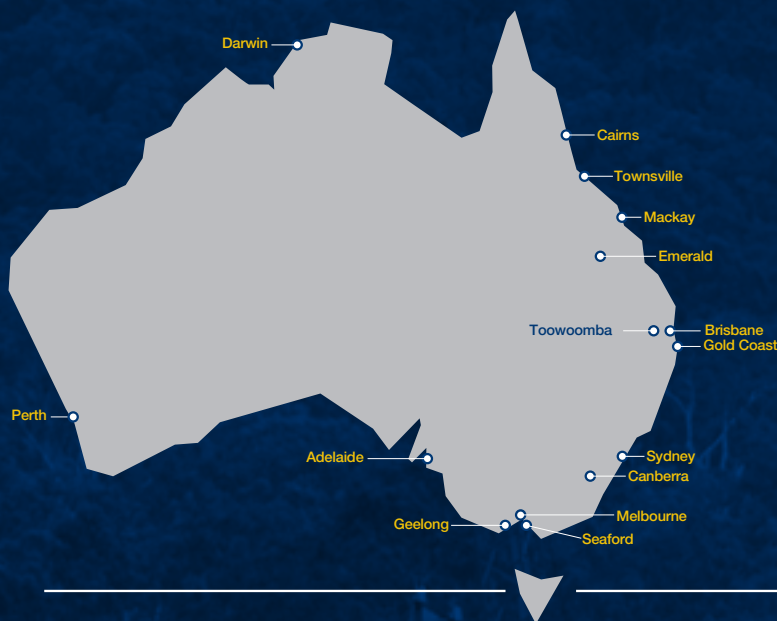 Darwin
Cairns
Townsville
Mackay
Emerald
Toowoomba
Brisbane
Gold Coast
Perth
Adelaide
Sydney
Canberra
Geelong
Melbourne
Seaford